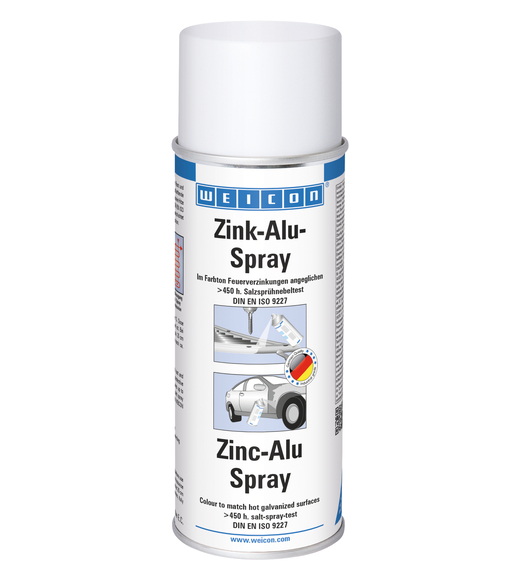 WEICON®
Zink-Alu-
Spray
Im Farbton Feuerverzinkungen angeglichen
>450 h. Salzsprühnebeltest
DIN EN ISO 9227
Zinc-Alu
Spray
Colour to match hot galvanized surfaces
>450 h. salt-spray-test
DIN EN ISO 9227
www.weicon.com